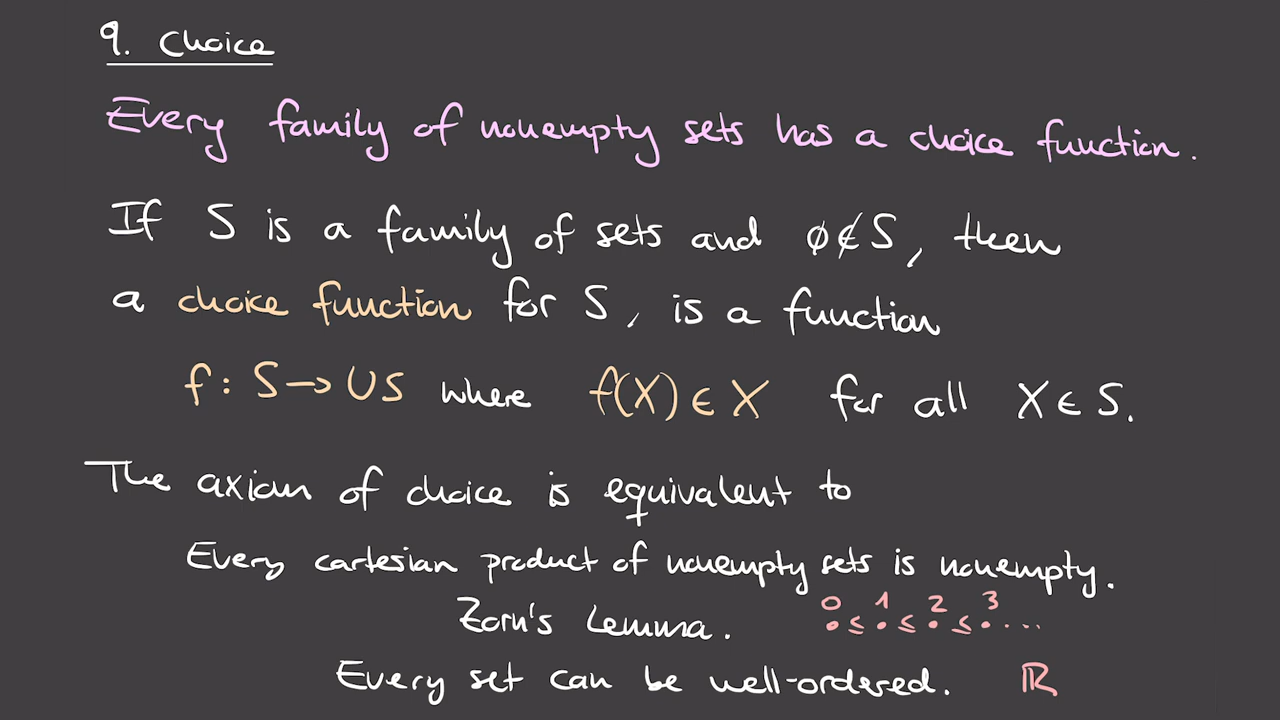 9. Choice
Every family of nonempty sets has a choice function.
If S is a family of sets and ∅∉S, then
a choice function for S, is a function
f: S→∪S where f(X)∈X for all X∈S.
The axiom of choice is equivalent to
Every cartesian product of nonempty sets is nonempty.
0 1 2 3
Zorn's Lemma. •≤•≤•≤•...
Every set can be well-ordered. ℝ